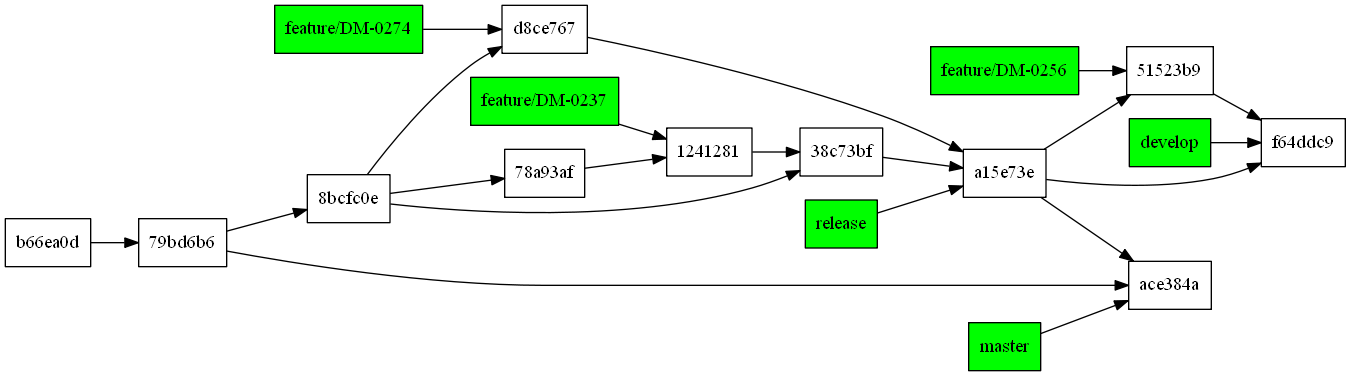 feature/DM-0274
d8ce767
feature/DM-0256
51523b9
feature/DM-0237
develop
f64ddc9
1241281
38c73bf
78a93af
a15e73e
8bcfc0e
release
b66ea0d
79bd6b6
ace384a
master